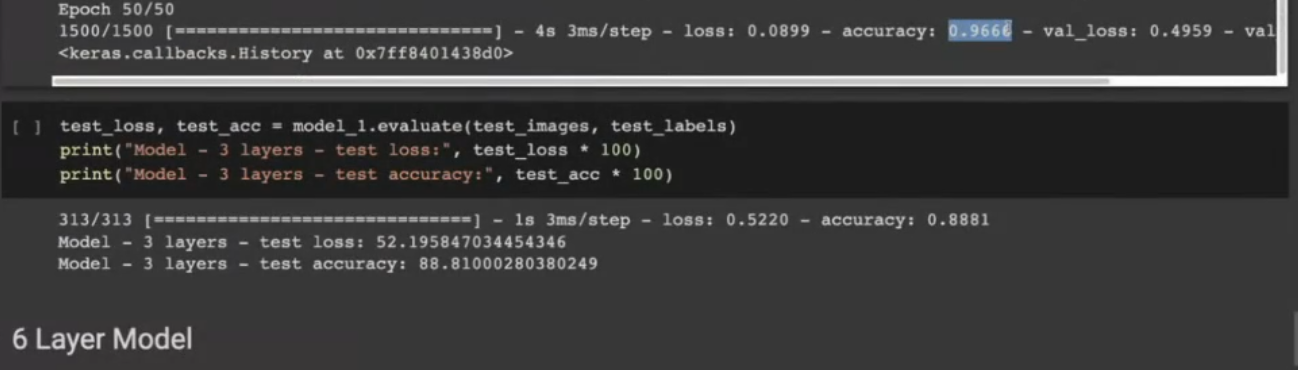 Epoch 50/50
1500/1500 [==============================] - 4s 3ms/step - loss: 0.0899 - accuracy: 0.9666 - val_loss: 0.4959 - val
<keras.callbacks.History at 0x7ff8401438d0>
[ ] test_loss, test_acc = model_1.evaluate(test_images, test_labels)
print("Model - 3 layers - test loss:", test_loss * 100)
print("Model - 3 layers - test accuracy:", test_acc * 100)
313/313 [==============================] - 1s 3ms/step - loss: 0.5220 - accuracy: 0.8881
Model - 3 layers - test loss: 52.195847034454346
Model - 3 layers - test accuracy: 88.81000280380249
6 Layer Model